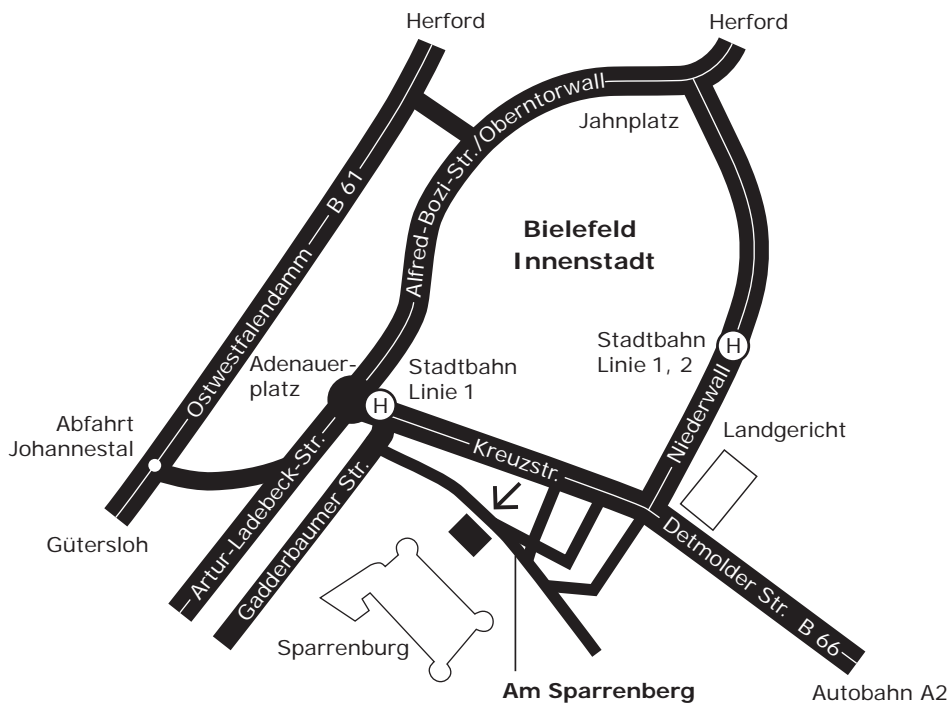 Herford
Herford
Alfred-Bozi-Str./Oberntorwall
Jahnplatz
Ostwestfalendamm — B 61
Bielefeld
Innenstadt
Stadtbahn
Linie 1, 2
H
Adenauer-
platz
Stadtbahn
Linie 1
H
Abfahrt
Johannestal
Niederwall
Landgericht
Kreuzstr.
Gütersloh
Artur-Ladebeck-Str.
Gadderbaumer Str.
Detmolder Str. B 66
Sparrenburg
Am Sparrenberg
Autobahn A2